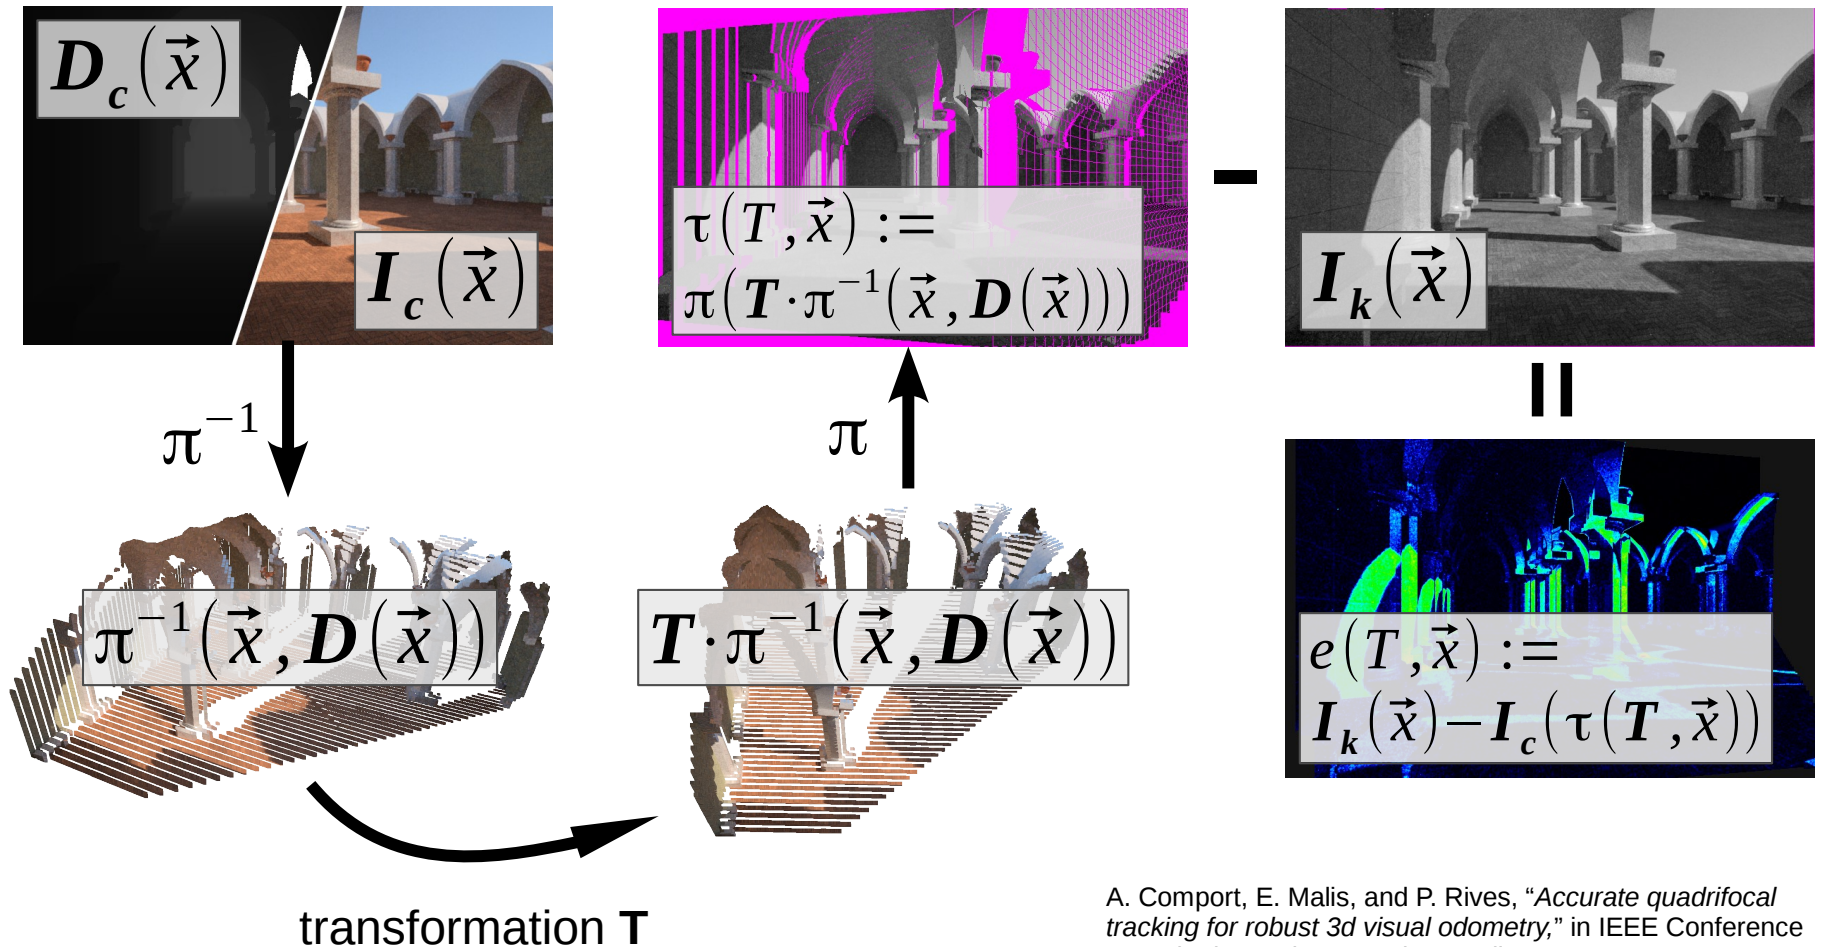 D_c(x⃗)
I_c(x⃗)
τ(T, x⃗) :=
π(T·π⁻¹(x⃗, D(x⃗)))
I_k(x⃗)
π⁻¹
π
π⁻¹(x⃗, D(x⃗))
T·π⁻¹(x⃗, D(x⃗))
e(T, x⃗) :=
I_k(x⃗)−I_c(τ(T, x⃗))
transformation T
A. Comport, E. Malis, and P. Rives, “Accurate quadrifocal
tracking for robust 3d visual odometry,” in IEEE Conference